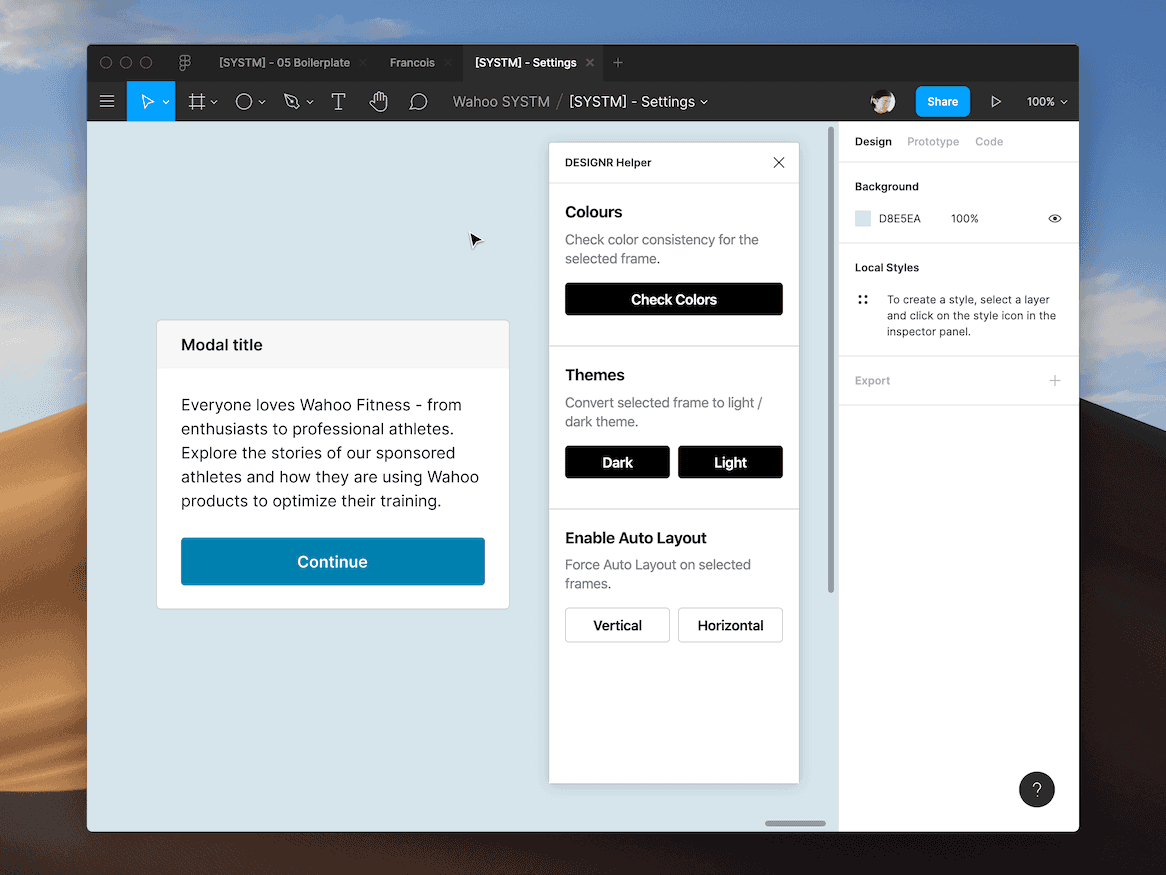 [SYSTM] - 05 Boilerplate
Francois
[SYSTM] - Settings
Wahoo SYSTM / [SYSTM] - Settings
Share
100%
DESIGNR Helper
Colours
Check color consistency for the
selected frame.
Check Colors
Themes
Convert selected frame to light /
dark theme.
Dark
Light
Enable Auto Layout
Force Auto Layout on selected
frames.
Vertical
Horizontal
Modal title
Everyone loves Wahoo Fitness - from
enthusiasts to professional athletes.
Explore the stories of our sponsored
athletes and how they are using Wahoo
products to optimize their training.
Continue
Design
Prototype
Code
Background
D8E5EA
100%
Local Styles
To create a style, select a layer
and click on the style icon in the
inspector panel.
Export
?